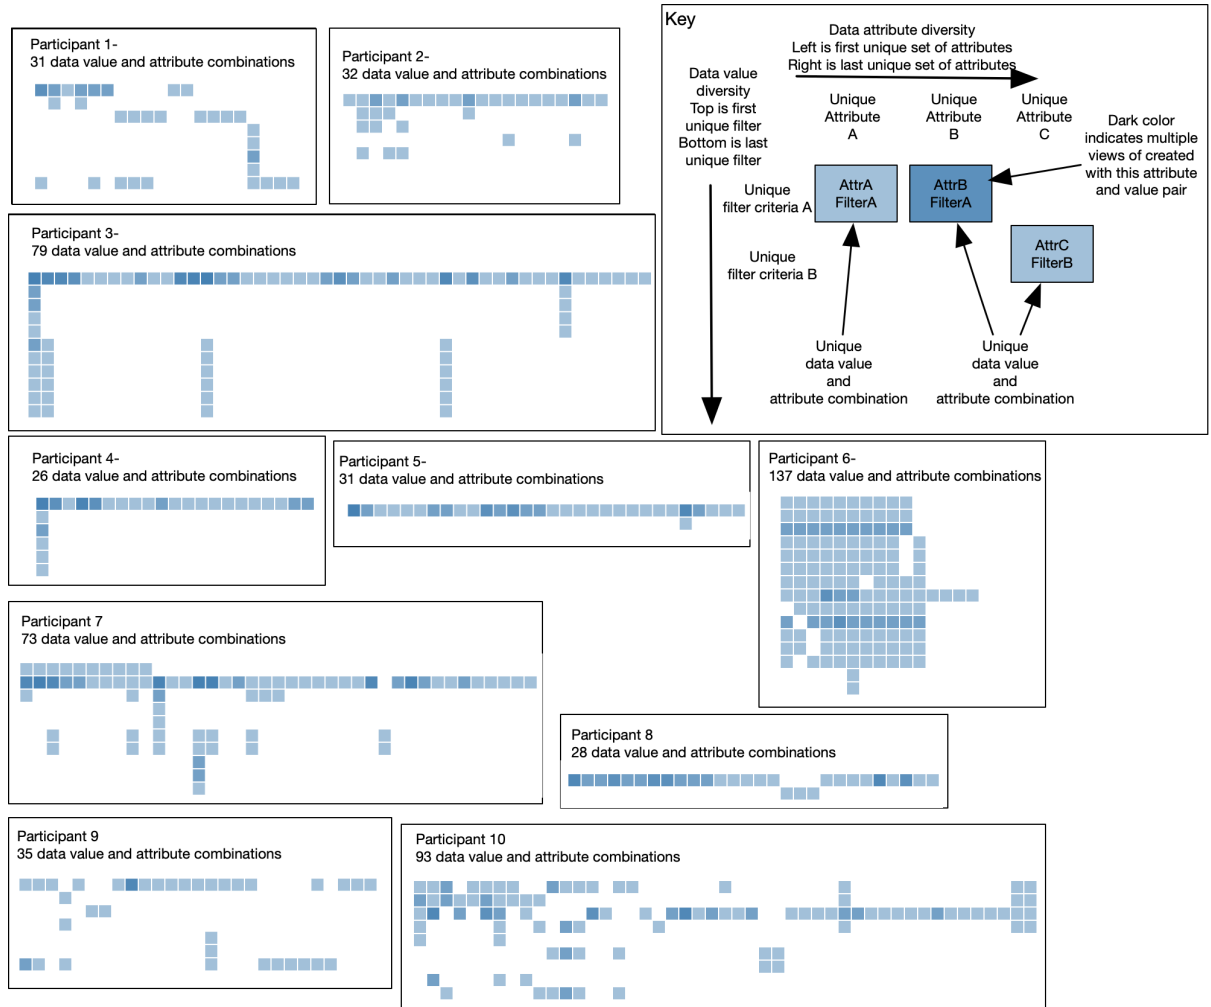 Key
Data attribute diversity
Left is first unique set of attributes
Right is last unique set of attributes
Data value
diversity
Top is first
unique filter
Bottom is last
unique filter
Unique
Attribute
A
Unique
Attribute
B
Unique
Attribute
C
Dark color
indicates multiple
views of created
with this attribute
and value pair
Unique
filter criteria A
AttrA
FilterA
AttrB
FilterA
Unique
filter criteria B
AttrC
FilterB
Unique
data value
and
attribute combination
Unique
data value
and
attribute combination
Participant 1-
31 data value and attribute combinations
Participant 2-
32 data value and attribute combinations
Participant 3-
79 data value and attribute combinations
Participant 4-
26 data value and attribute combinations
Participant 5-
31 data value and attribute combinations
Participant 6-
137 data value and attribute combinations
Participant 7
73 data value and attribute combinations
Participant 8
28 data value and attribute combinations
Participant 9
35 data value and attribute combinations
Participant 10
93 data value and attribute combinations